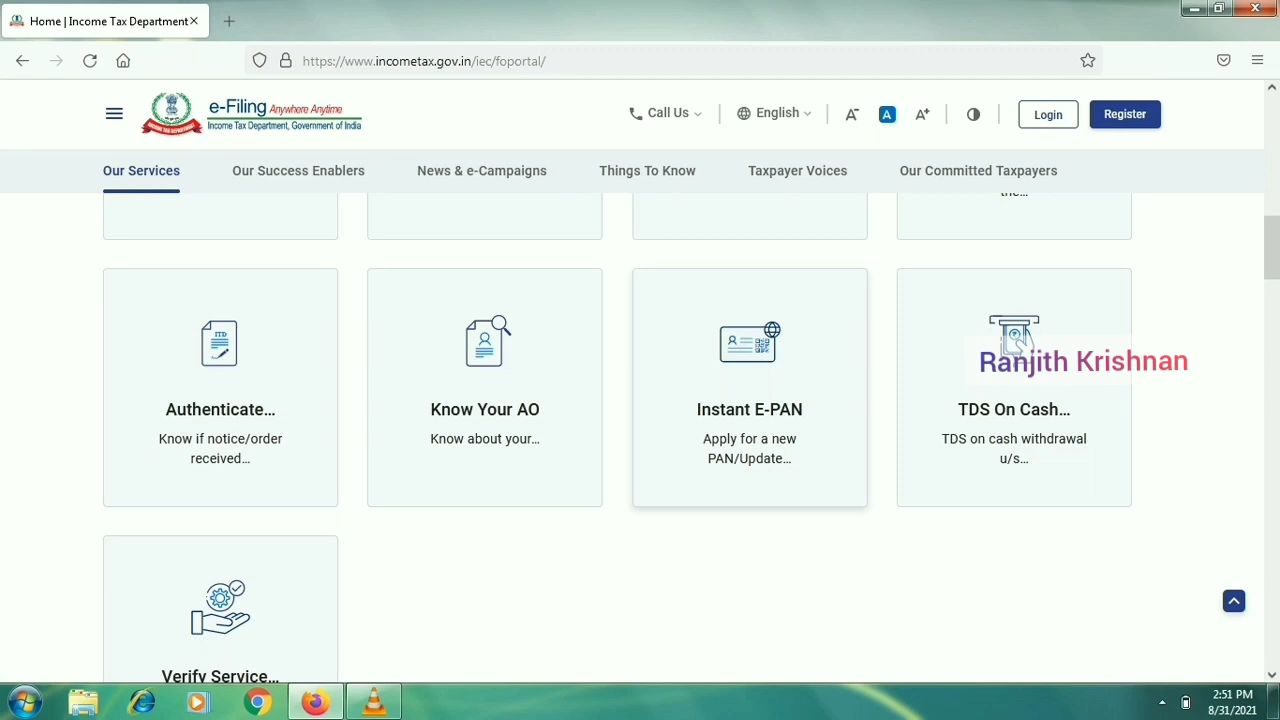 Home | Income Tax Department
https://www.incometax.gov.in/iec/foportal/
e-Filing Anywhere Anytime
Income Tax Department, Government of India
Call Us
English
A-
A
A+
Login
Register
Our Services
Our Success Enablers
News & e-Campaigns
Things To Know
Taxpayer Voices
Our Committed Taxpayers
the...
ITD
Authenticate...
Know if notice/order
received...
Know Your AO
Know about your...
Instant E-PAN
Apply for a new
PAN/Update...
TDS On Cash...
TDS on cash withdrawal
u/s...
Ranjith Krishnan
Verify Service...
2:51 PM
8/31/2021